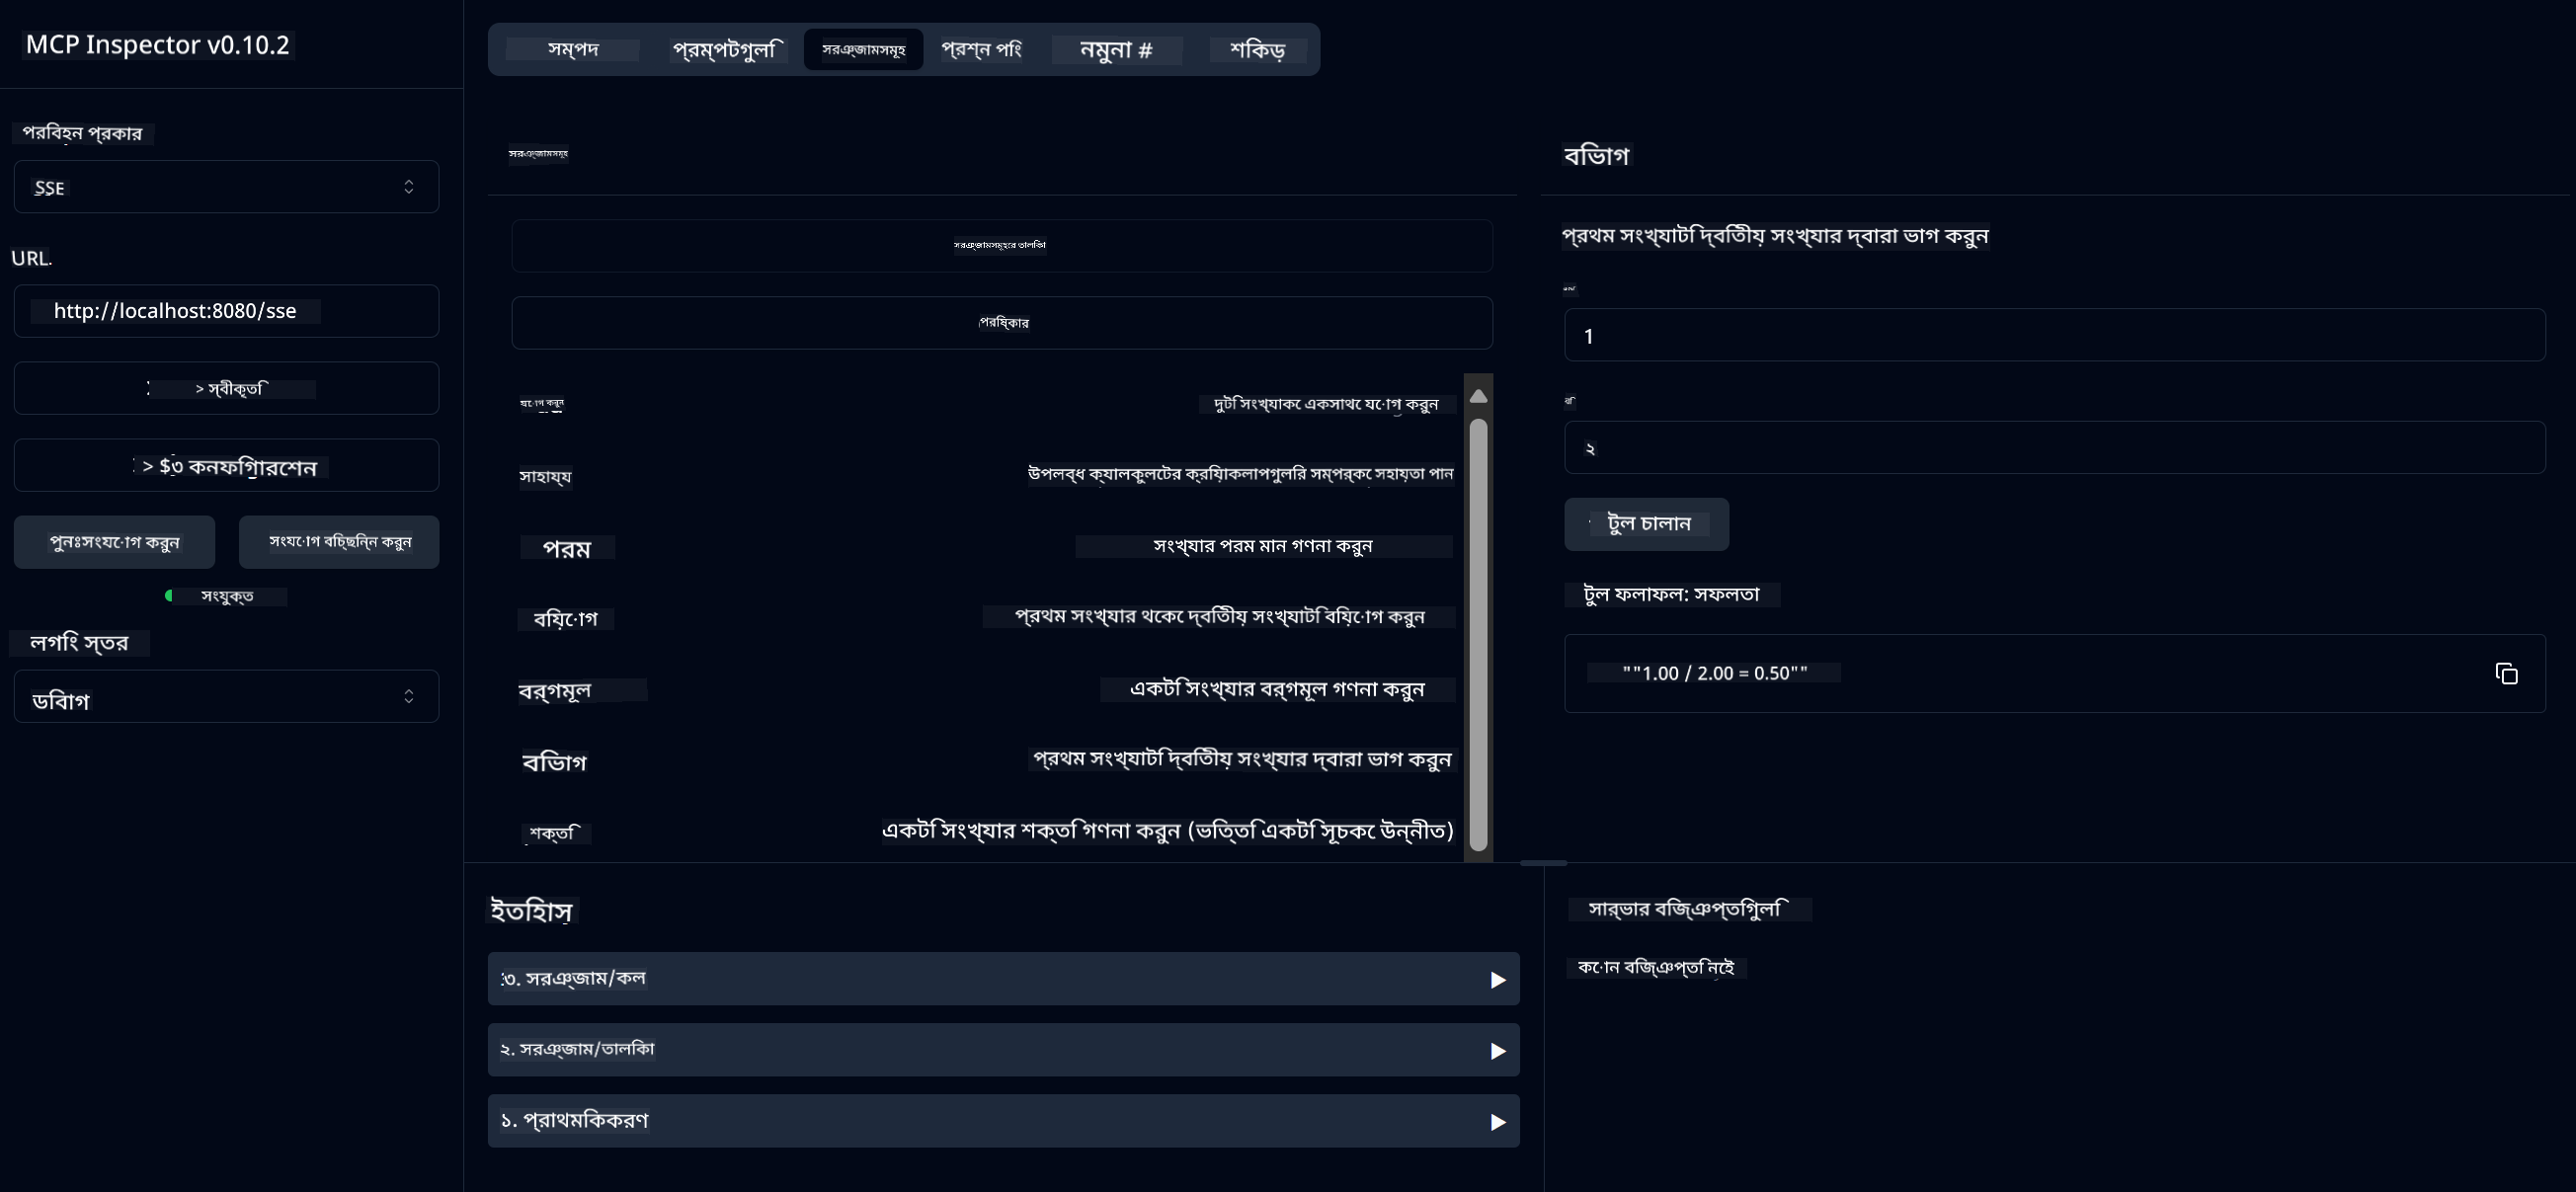 MCP Inspector v0.10.2
পরিবহন প্রকার
SSE
URL
http://localhost:8080/sse
> স্বীকৃতি
> $৩ কনফিগারেশন
পুনঃসংযোগ করুন
সংযোগ বিচ্ছিন্ন করুন
সংযুক্ত
লগিং স্তর
ডিবাগ
সম্পদ
প্রম্পটগুলি
সরঞ্জামসমূহ
প্রশ্ন পিং
নমুনা #
শিকড়
সরঞ্জামসমূহ
সরঞ্জামসমূহের তালিকা
পরিষ্কার
যোগ করুন
দুটি সংখ্যাকে একসাথে যোগ করুন
সাহায্য
উপলব্ধ ক্যালকুলেটর ক্রিয়াকলাপগুলির সম্পর্কে সহায়তা পান
পরম
সংখ্যার পরম মান গণনা করুন
বিয়োগ
প্রথম সংখ্যার থেকে দ্বিতীয় সংখ্যাটি বিয়োগ করুন
বর্গমূল
একটি সংখ্যার বর্গমূল গণনা করুন
বিভাগ
প্রথম সংখ্যাটি দ্বিতীয় সংখ্যার দ্বারা ভাগ করুন
শক্তি
একটি সংখ্যার শক্তি গণনা করুন (ভিত্তি একটি সূচকে উন্নীত)
বিভাগ
প্রথম সংখ্যাটি দ্বিতীয় সংখ্যার দ্বারা ভাগ করুন
1
বি
২
টুল চালান
টুল ফলাফল: সফলতা
""1.00 / 2.00 = 0.50""
ইতিহাস
৩. সরঞ্জাম/কল
২. সরঞ্জাম/তালিকা
১. প্রাথমিকিকরণ
সার্ভার বিজ্ঞপ্তিগুলি
কোন বিজ্ঞপ্তি নেই